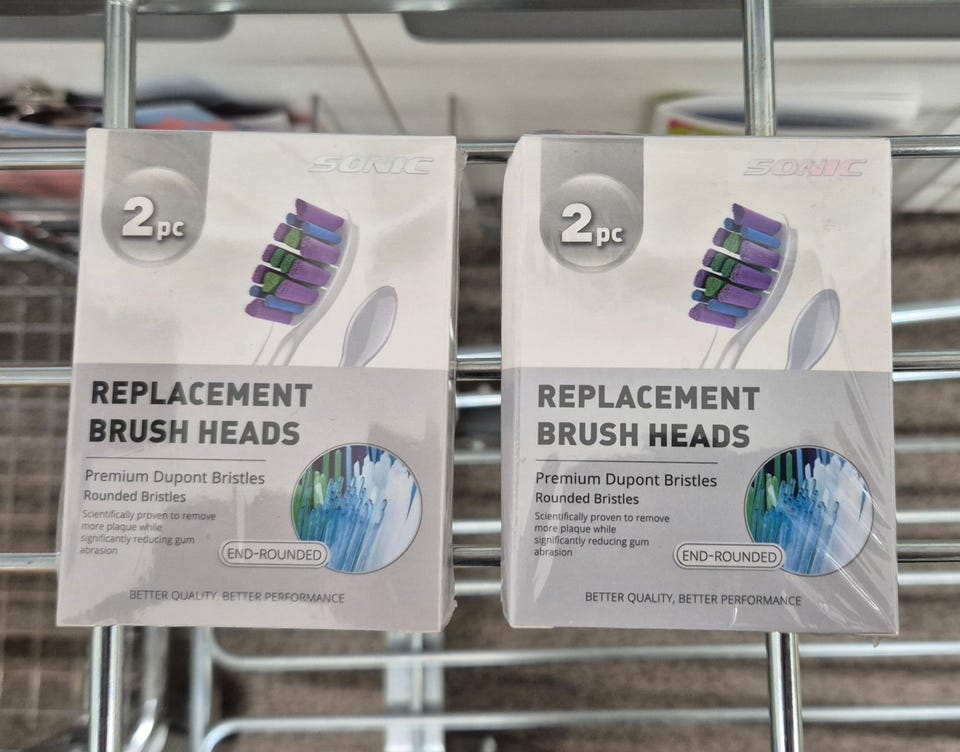 SONIC
2pc
REPLACEMENT
BRUSH HEADS
Premium Dupont Bristles
Rounded Bristles
Scientifically proven to remove
more plaque while
significantly reducing gum
abrasion
END-ROUNDED
BETTER QUALITY, BETTER PERFORMANCE
SONIC
2pc
REPLACEMENT
BRUSH HEADS
Premium Dupont Bristles
Rounded Bristles
Scientifically proven to remove
more plaque while
significantly reducing gum
abrasion
END-ROUNDED
BETTER QUALITY, BETTER PERFORMANCE